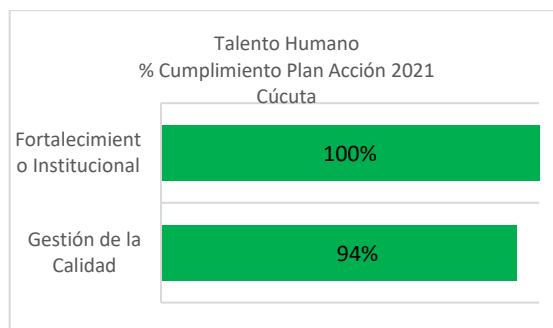 Talento Humano
% Cumplimiento Plan Acción 2021
Cúcuta
Fortalecimient
o Institucional
100%
Gestión de la
Calidad
94%